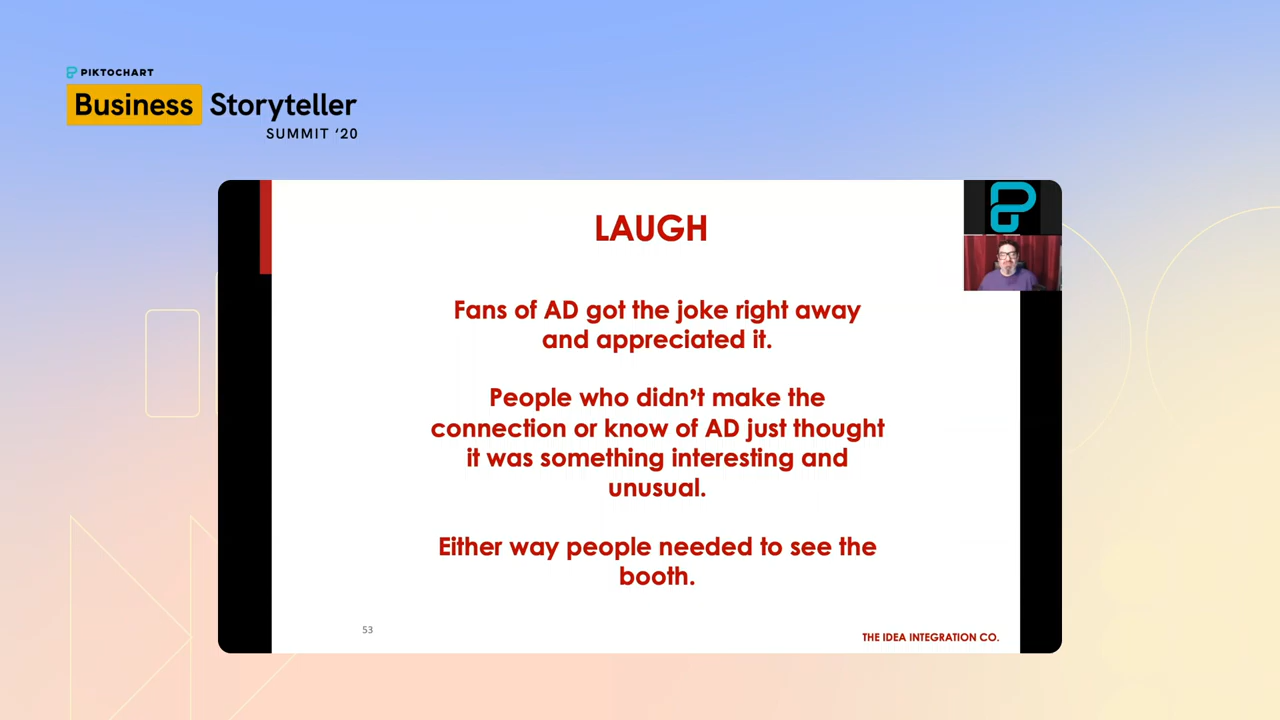 PIKTOCHART
Business Storyteller
SUMMIT ‘20
LAUGH
Fans of AD got the joke right away
and appreciated it.
People who didn’t make the
connection or know of AD just thought
it was something interesting and
unusual.
Either way people needed to see the
booth.
53
THE IDEA INTEGRATION CO.